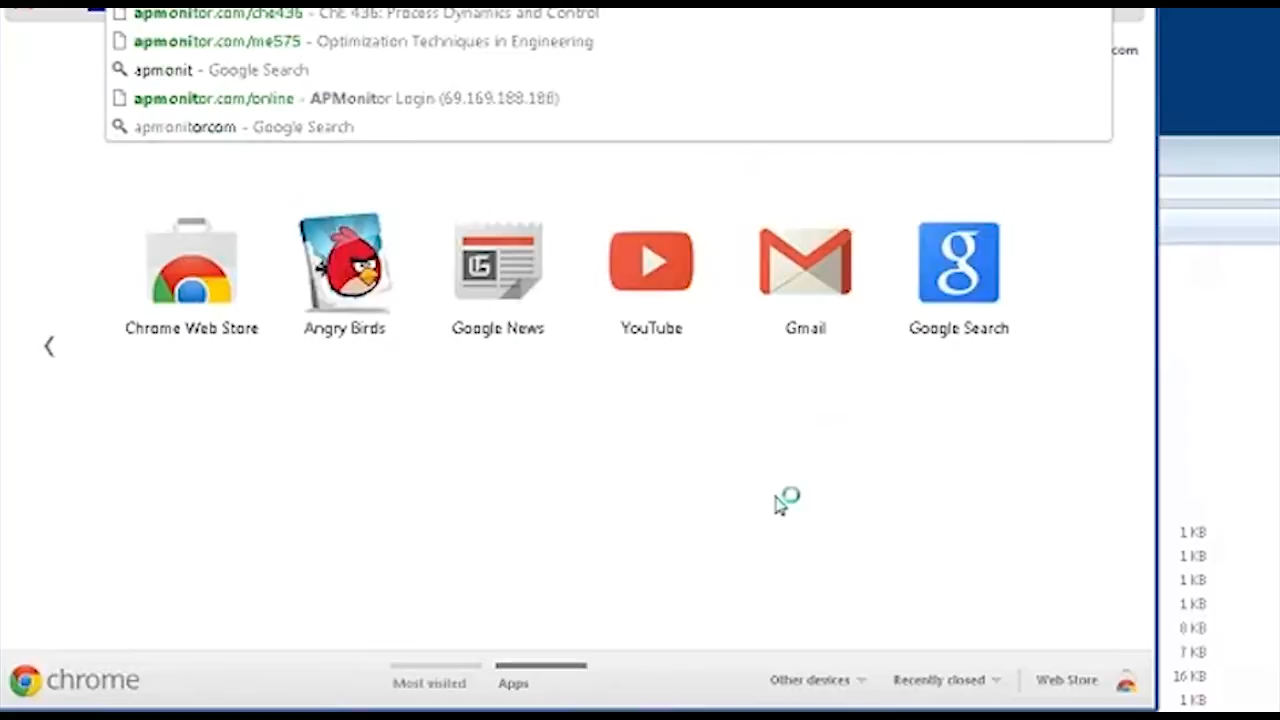 apmonitor.com/che436 - ChE 436: Process Dynamics and Control
apmonitor.com/me575 - Optimization Techniques in Engineering
com
apmonit - Google Search
apmonitor.com/online - APMonitor Login (69.169.188.186)
apmonitorcom - Google Search
Chrome Web Store
Angry Birds
Google News
YouTube
Gmail
Google Search
1 KB
1 KB
1 KB
1 KB
8 KB
7 KB
16 KB
1 KB
chrome
Most visited
Apps
Other devices
Recently closed
Web Store